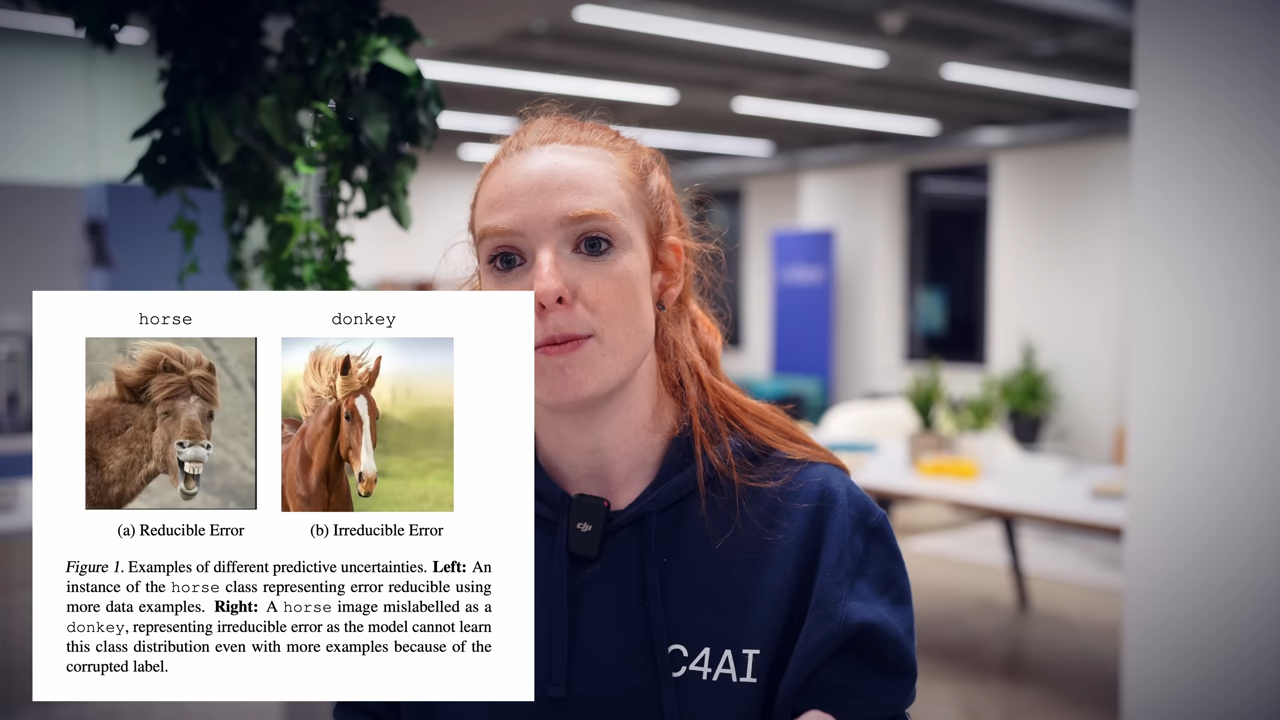 horse donkey
(a) Reducible Error (b) Irreducible Error
Figure 1. Examples of different predictive uncertainties. Left: An
instance of the horse class representing error reducible using
more data examples. Right: A horse image mislabelled as a
donkey, representing irreducible error as the model cannot learn
this class distribution even with more examples because of the
corrupted label.
dji
C4AI